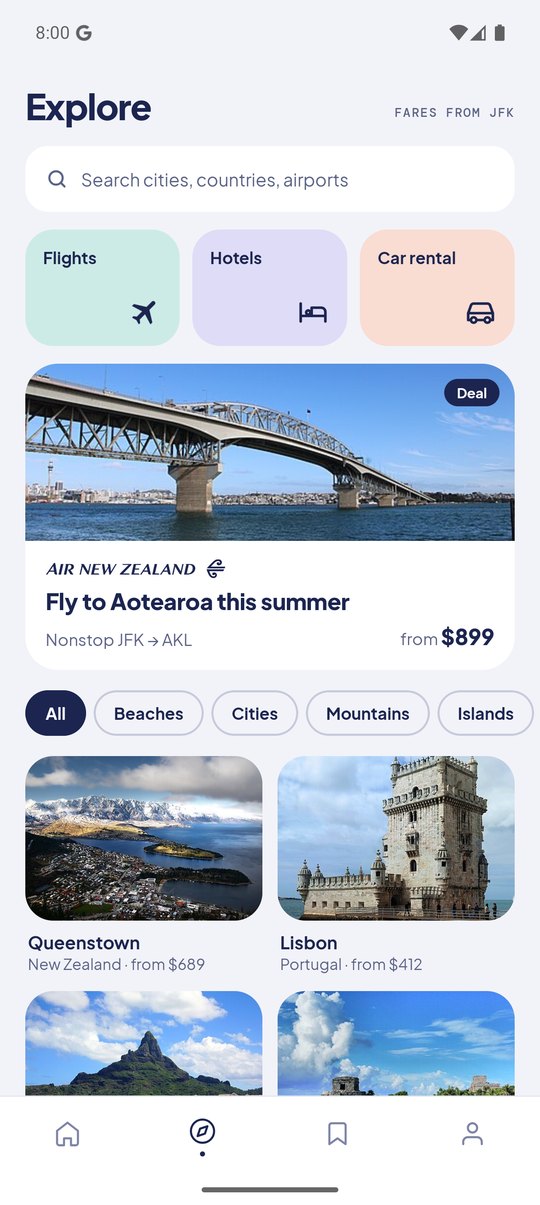 8:00
Explore
FARES FROM JFK
Search cities, countries, airports
Flights
Hotels
Car rental
Deal
AIR NEW ZEALAND
Fly to Aotearoa this summer
Nonstop JFK → AKL
from $899
All
Beaches
Cities
Mountains
Islands
Queenstown
New Zealand · from $689
Lisbon
Portugal · from $412